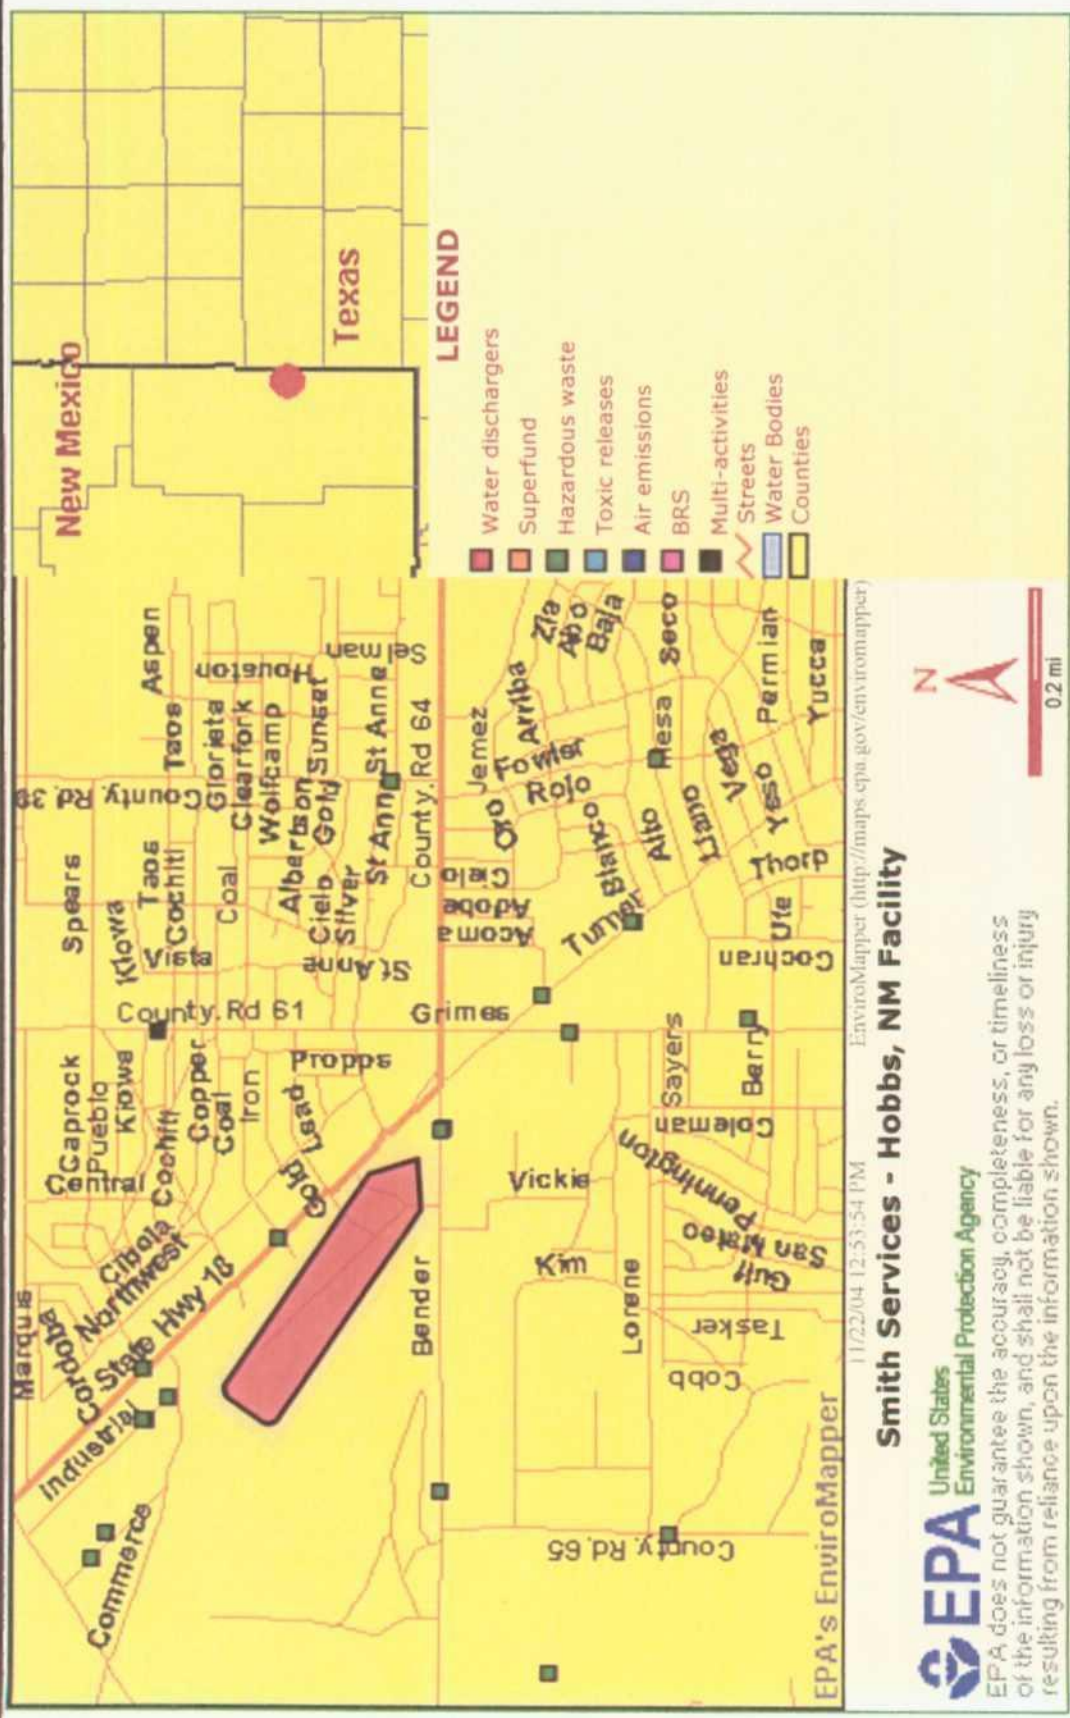 New Mexico
Texas
LEGEND
Water dischargers
Superfund
Hazardous waste
Toxic releases
Air emissions
BRS
Multi-activities
Streets
Water Bodies
Counties
Marquis
Cordoba
Northwest
Cibola
State Hwy 18
Industrial
Commerce
Central
Caprock
Pueblo
Kiowa
Cochiti
Copper
Coal
Iron
Gold
Lead
Propps
County. Rd 61
Spears
Kiowa
Vista
Taos
Cochiti
Coal
Albertson
Cielo
Silver
St Anne
St Anne
County. Rd 39
Aspen
Taos
Glorieta
Clearfork
Wolfcamp
Gold
Sunset
Houston
Selman
St Anne
County. Rd 64
Bender
Grimes
Acoma
Adobe
Cielo
Jemez
Arriba
Zia
Abo
Baja
Oro
Fowler
Rojo
Turner
Blanco
Alto
Mesa
Seco
Llano
Vega
Yeso
Permian
Yucca
Thorp
Ute
Cochran
Sayers
Berry
Coleman
Pennington
San Mateo
Gulf
Vickie
Kim
Lorene
Tasker
Cobb
County. Rd. 65
EPA's EnviroMapper
11/22/04 12:53:54 PM
EnviroMapper (http://maps.epa.gov/enviromapper)
Smith Services - Hobbs, NM Facility
N
0.2 mi
EPA
United States
Environmental Protection Agency
EPA does not guarantee the accuracy, completeness, or timeliness
of the information shown, and shall not be liable for any loss or injury
resulting from reliance upon the information shown.